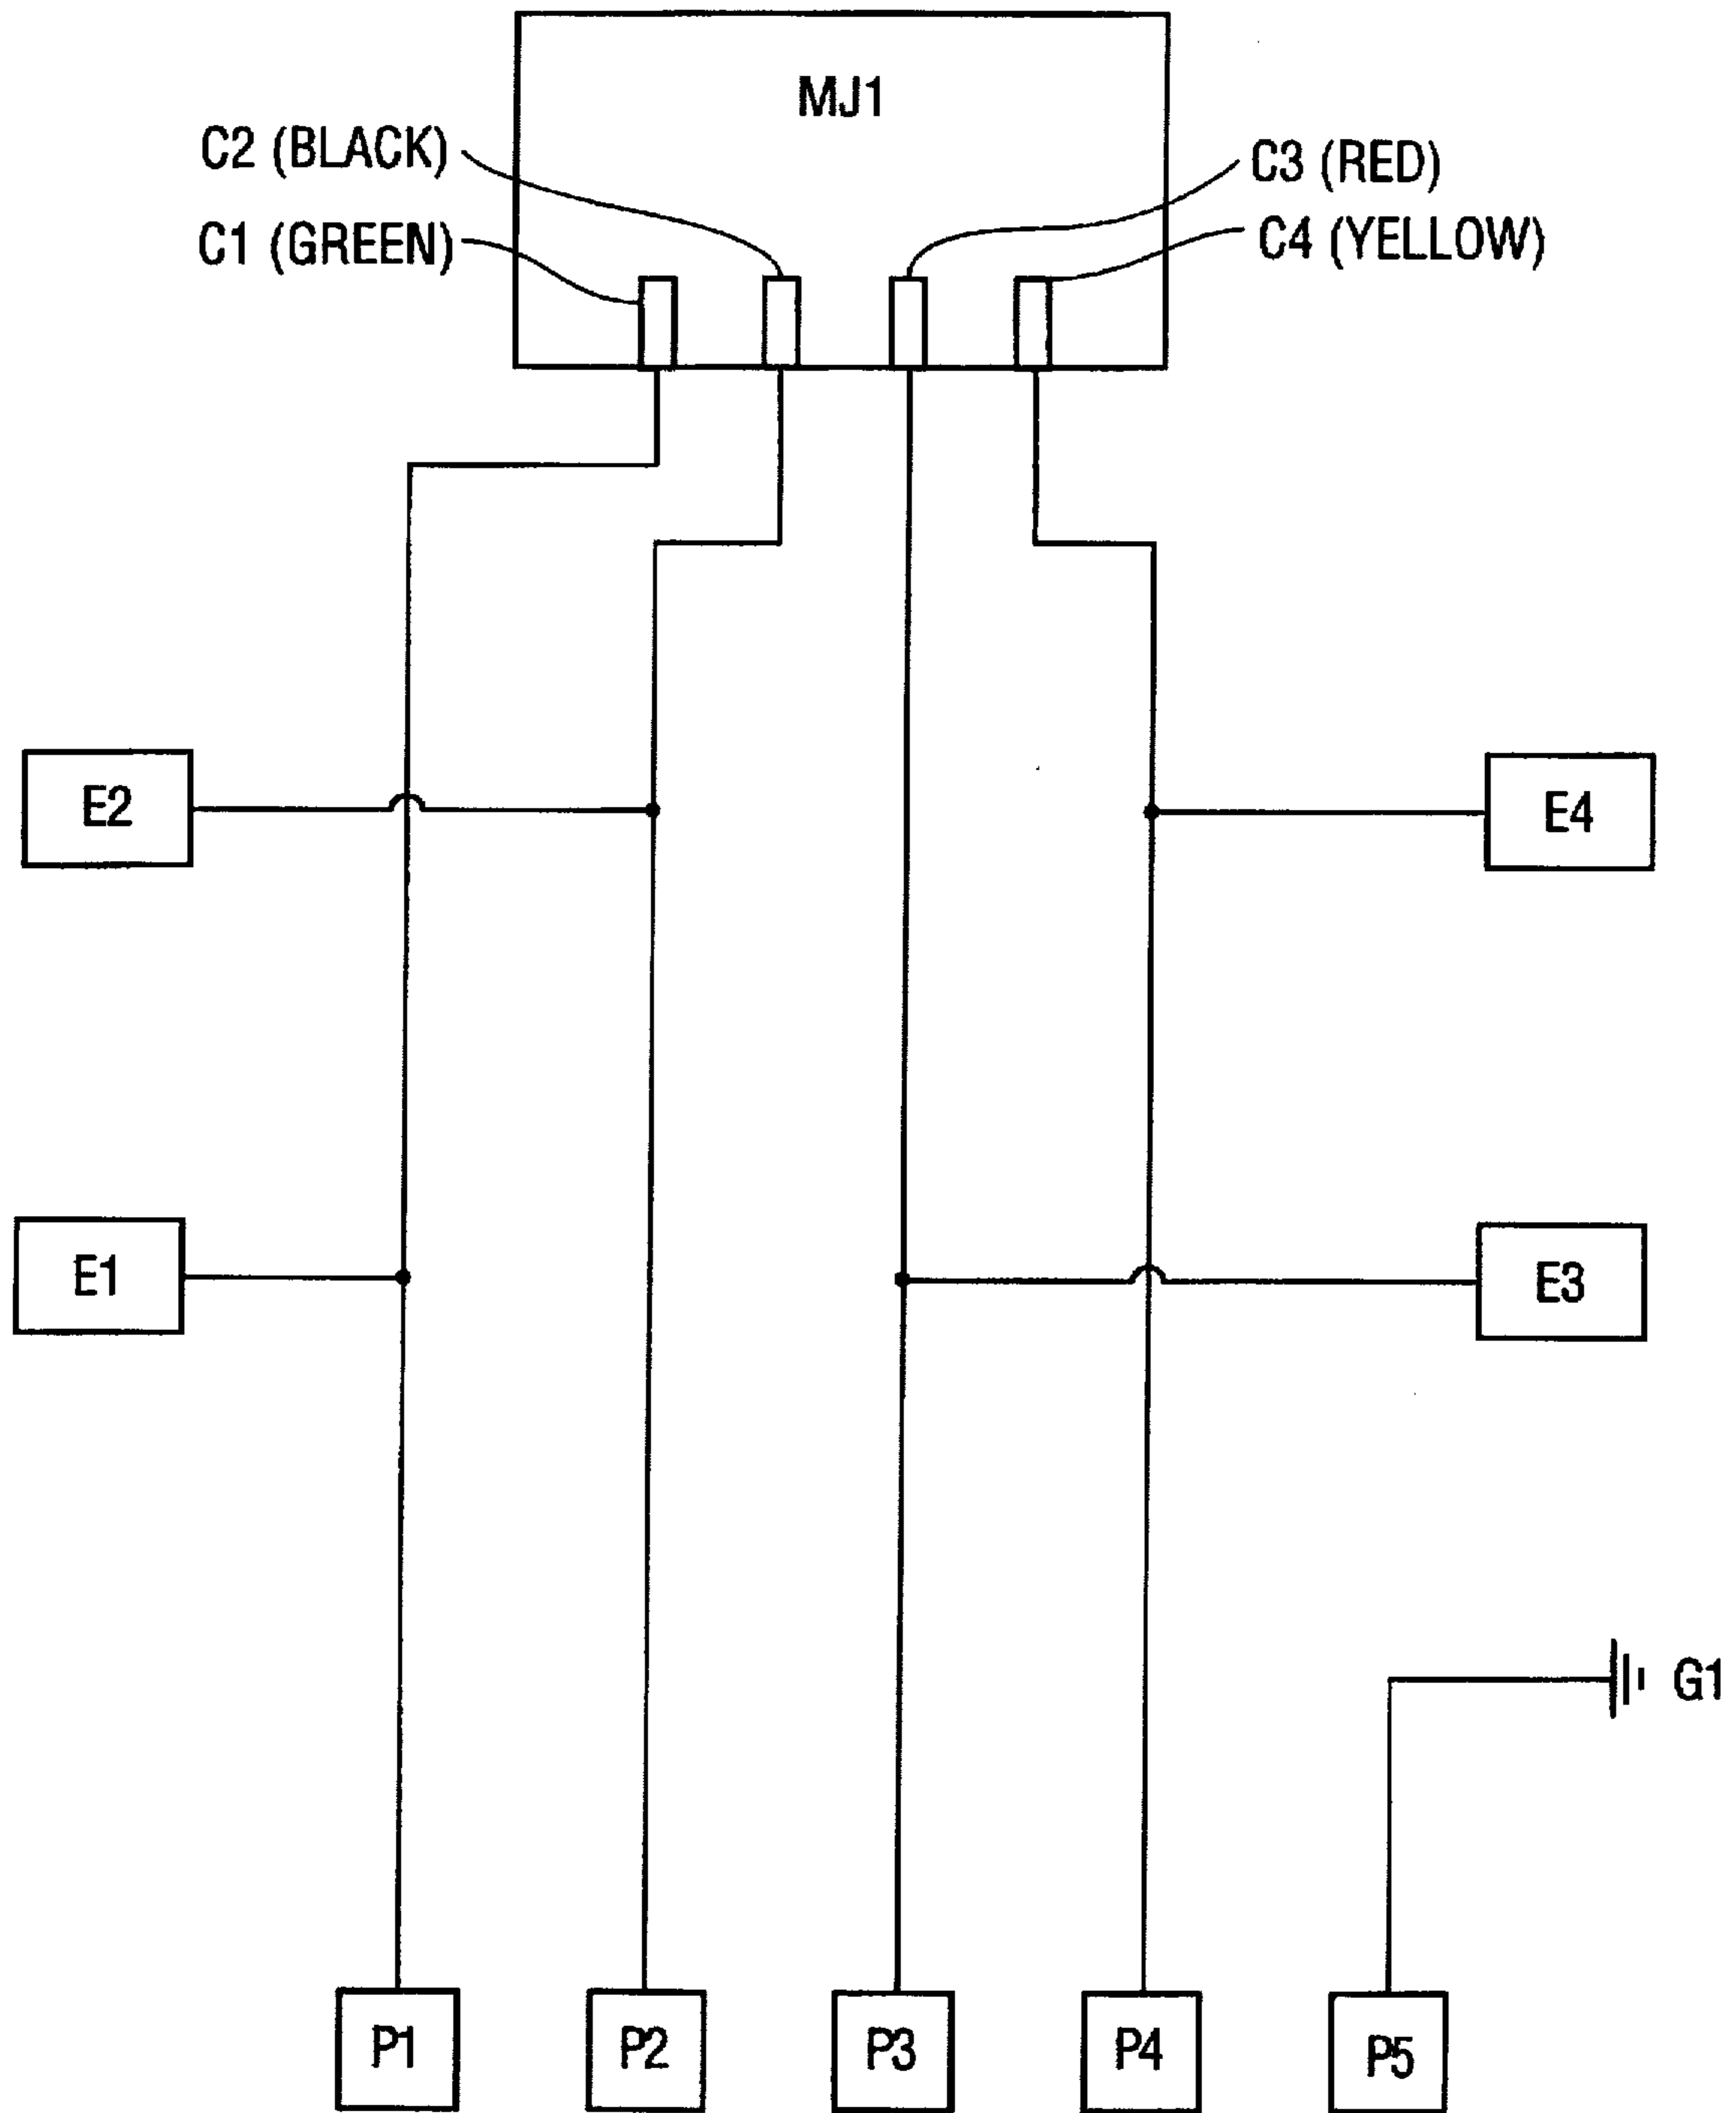 MJ1
C2 (BLACK)
C3 (RED)
C1 (GREEN)
C4 (YELLOW)
E2
E4
E1
E3
G1
P1
P2
P3
P4
P5